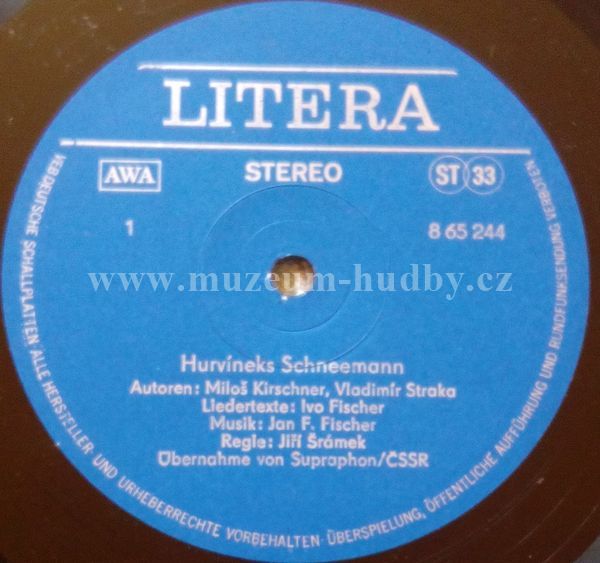 LITERA
AWA STEREO ST 33
1 8 65 244
www.muzeum-hudby.cz
Hurvíneks Schneemann
Autoren: Miloš Kirschner, Vladimír Straka
Liedertexte: Ivo Fischer
Musik: Jan F. Fischer
Regie: Jiří Šrámek
Übernahme von Supraphon/ČSSR
VEB DEUTSCHE SCHALLPLATTEN ALLE HERSTELLER- UND URHEBERRECHTE VORBEHALTEN · ÜBERSPIELUNG, ÖFFENTLICHE AUFFÜHRUNG UND RUNDFUNKSENDUNG VERBOTEN